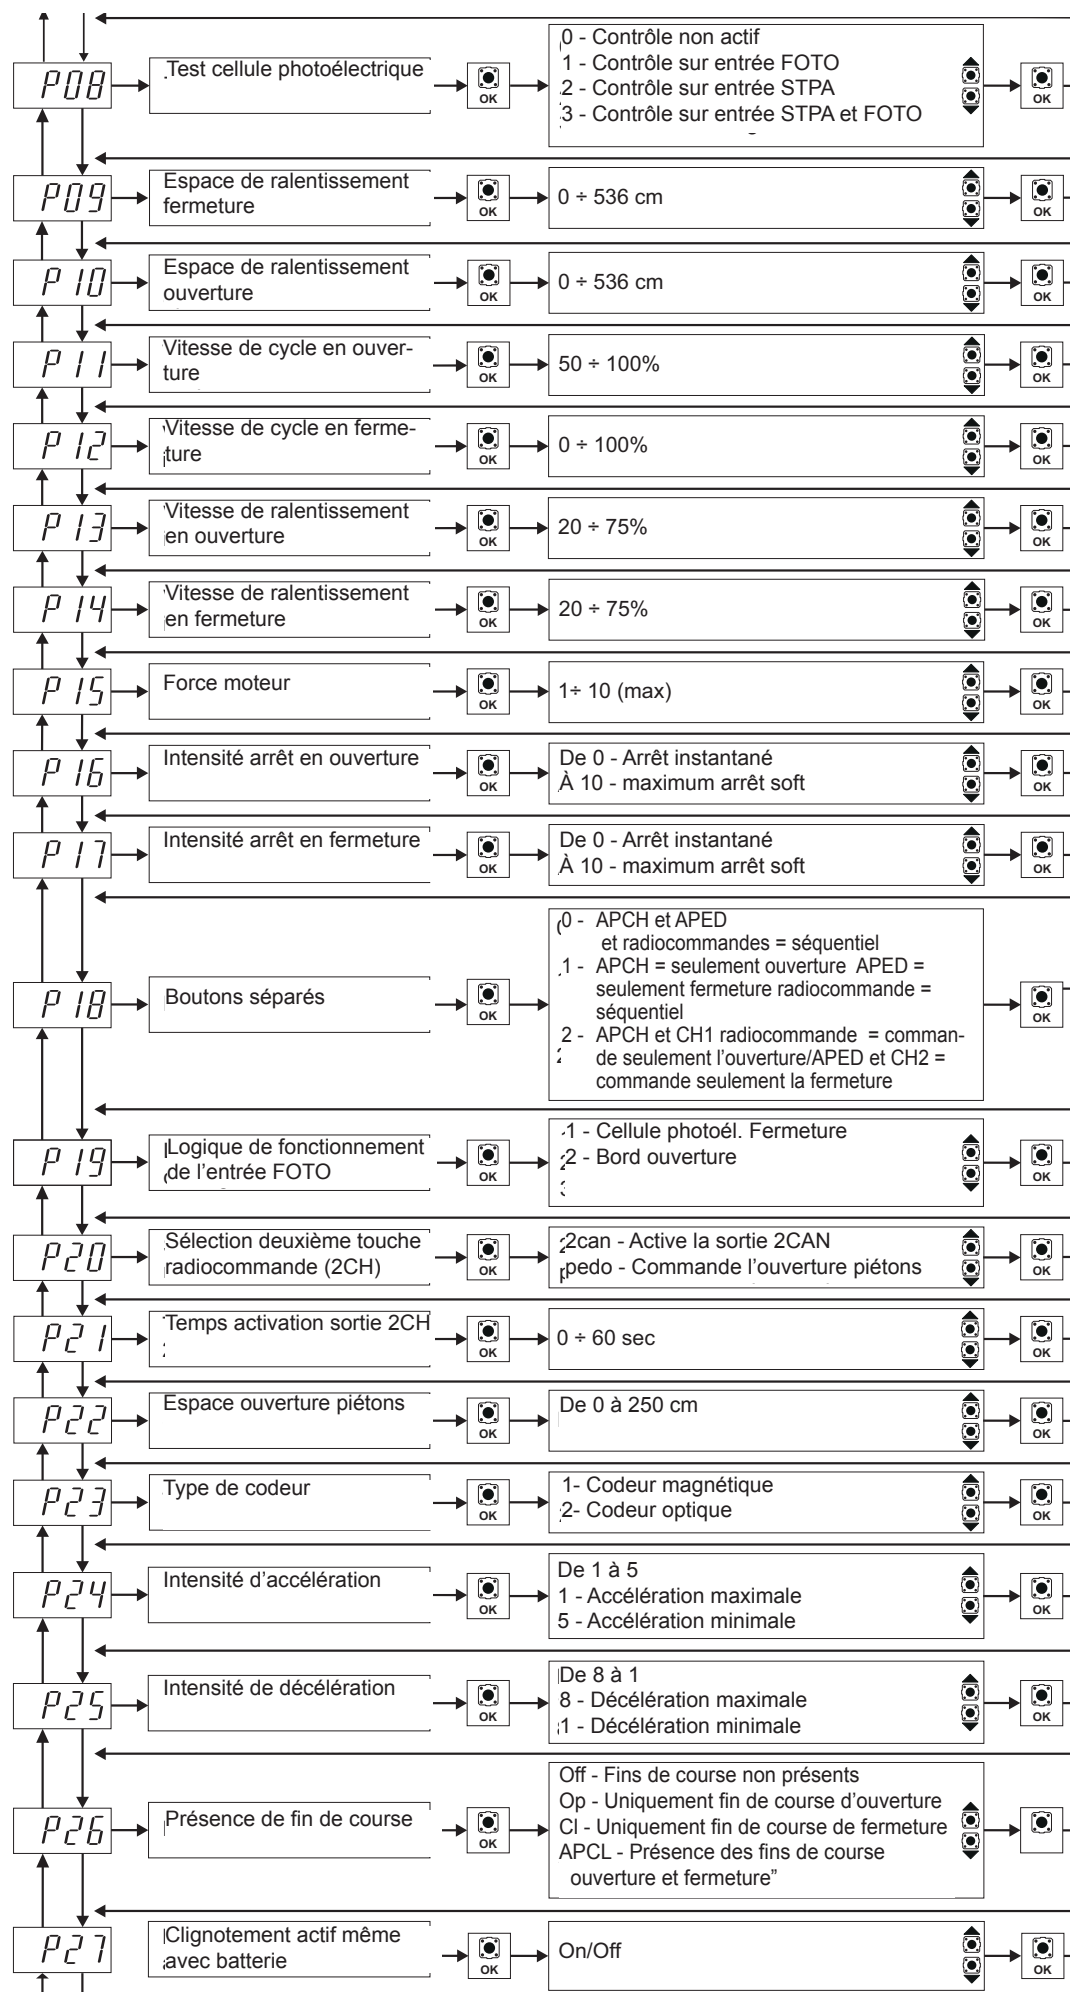 P08
Test cellule photoélectrique
OK
0 - Contrôle non actif
1 - Contrôle sur entrée FOTO
2 - Contrôle sur entrée STPA
3 - Contrôle sur entrée STPA et FOTO
OK
P09
Espace de ralentissement
fermeture
OK
0 ÷ 536 cm
OK
P10
Espace de ralentissement
ouverture
OK
0 ÷ 536 cm
OK
P11
Vitesse de cycle en ouver-
ture
OK
50 ÷ 100%
OK
P12
Vitesse de cycle en ferme-
ture
OK
0 ÷ 100%
OK
P13
Vitesse de ralentissement
en ouverture
OK
20 ÷ 75%
OK
P14
Vitesse de ralentissement
en fermeture
OK
20 ÷ 75%
OK
P15
Force moteur
OK
1÷ 10 (max)
OK
P16
Intensité arrêt en ouverture
OK
De 0 - Arrêt instantané
À 10 - maximum arrêt soft
OK
P17
Intensité arrêt en fermeture
OK
De 0 - Arrêt instantané
À 10 - maximum arrêt soft
OK
P18
Boutons séparés
OK
0 - APCH et APED
et radiocommandes = séquentiel
1 - APCH = seulement ouverture APED =
seulement fermeture radiocommande =
séquentiel
2 - APCH et CH1 radiocommande = comman-
de seulement l'ouverture/APED et CH2 =
commande seulement la fermeture
OK
P19
Logique de fonctionnement
de l'entrée FOTO
OK
1 - Cellule photoél. Fermeture
2 - Bord ouverture
OK
P20
Sélection deuxième touche
radiocommande (2CH)
OK
2can - Active la sortie 2CAN
pedo - Commande l'ouverture piétons
OK
P21
Temps activation sortie 2CH
OK
0 ÷ 60 sec
OK
P22
Espace ouverture piétons
OK
De 0 à 250 cm
OK
P23
Type de codeur
OK
1- Codeur magnétique
2- Codeur optique
OK
P24
Intensité d'accélération
OK
De 1 à 5
1 - Accélération maximale
5 - Accélération minimale
OK
P25
Intensité de décélération
OK
De 8 à 1
8 - Décélération maximale
1 - Décélération minimale
OK
P26
Présence de fin de course
OK
Off - Fins de course non présents
Op - Uniquement fin de course d'ouverture
Cl - Uniquement fin de course de fermeture
APCL - Présence des fins de course
ouverture et fermeture"
P27
Clignotement actif même
avec batterie
OK
On/Off
OK